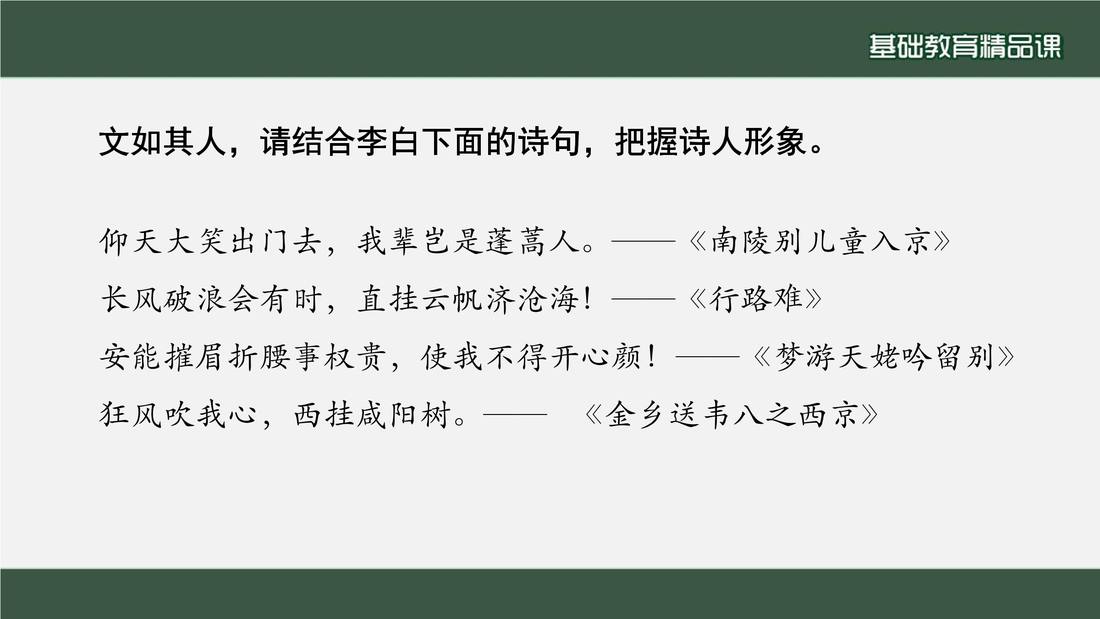 基础教育精品课
文如其人，请结合李白下面的诗句，把握诗人形象。
仰天大笑出门去，我辈岂是蓬蒿人。——《南陵别儿童入京》
长风破浪会有时，直挂云帆济沧海！——《行路难》
安能摧眉折腰事权贵，使我不得开心颜！——《梦游天姥吟留别》
狂风吹我心，西挂咸阳树。—— 《金乡送韦八之西京》